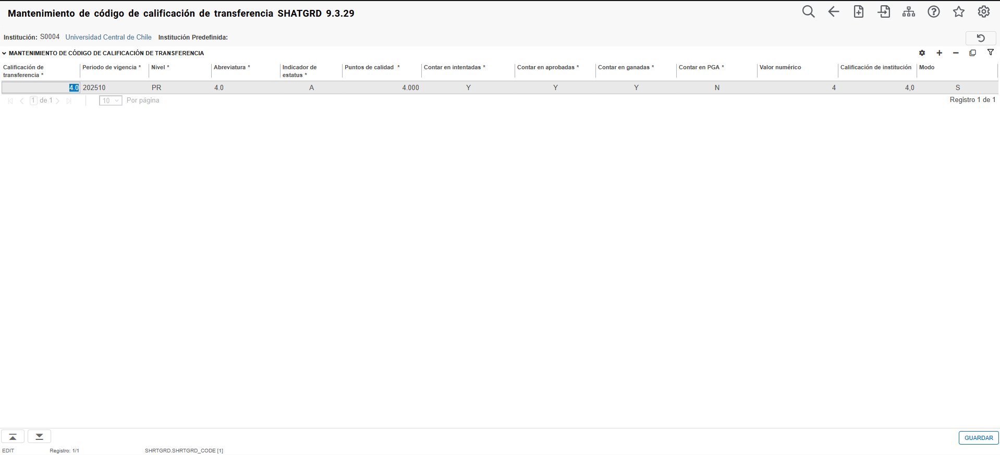 Mantenimiento de código de calificación de transferencia SHATGRD 9.3.29
Institución: S0004 Universidad Central de Chile Institución Predefinida:
MANTENIMIENTO DE CÓDIGO DE CALIFICACIÓN DE TRANSFERENCIA
Calificación de transferencia * Periodo de vigencia * Nivel * Abreviatura * Indicador de estatus * Puntos de calidad * Contar en intentadas * Contar en aprobadas * Contar en ganadas * Contar en PGA * Valor numérico Calificación de institución Modo
4.0 202510 PR 4.0 A 4.000 Y Y Y N 4 4,0 S
1 de 1 10 Por página Registro 1 de 1
GUARDAR
EDIT Registro: 1/1 SHRTGRD.SHRTGRD_CODE [1]